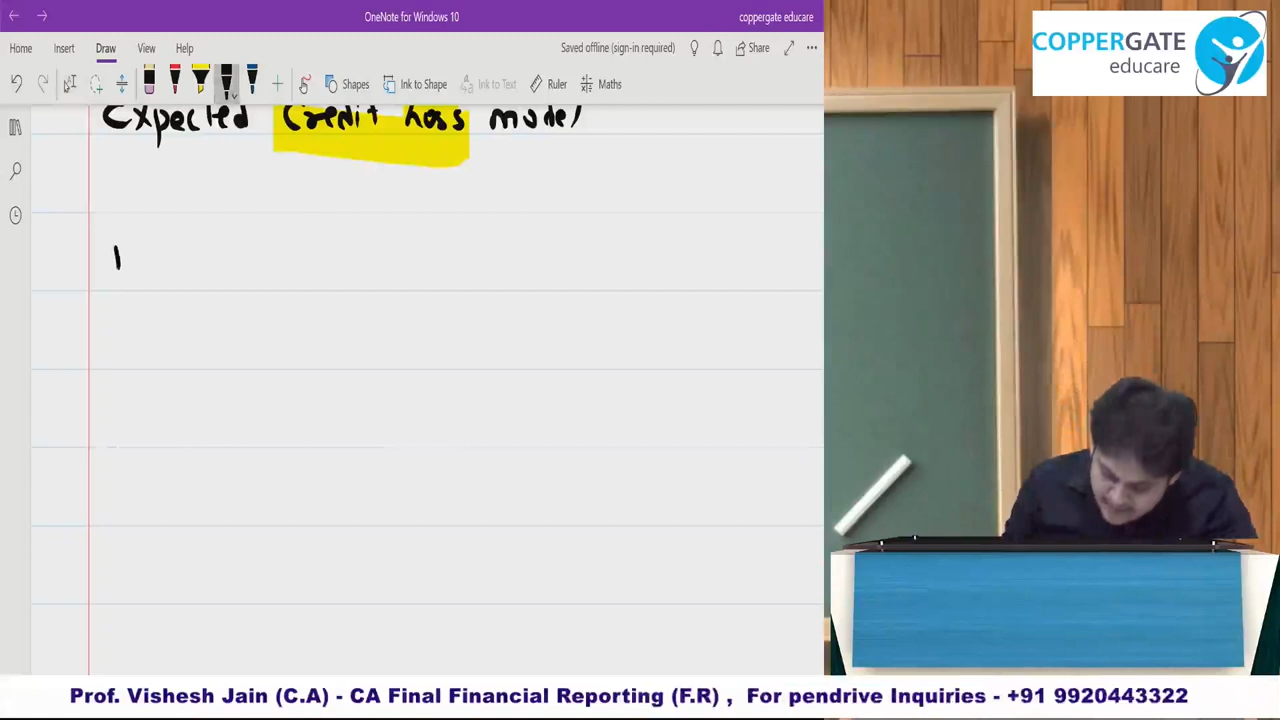 OneNote for Windows 10
coppergate educare
Home Insert Draw View Help
Saved offline (sign-in required)
Share
Shapes
Ink to Shape
Ink to Text
Ruler
Maths
Expected Credit Loss model
COPPERGATE
educare
Prof. Vishesh Jain (C.A) - CA Final Financial Reporting (F.R) , For pendrive Inquiries - +91 9920443322